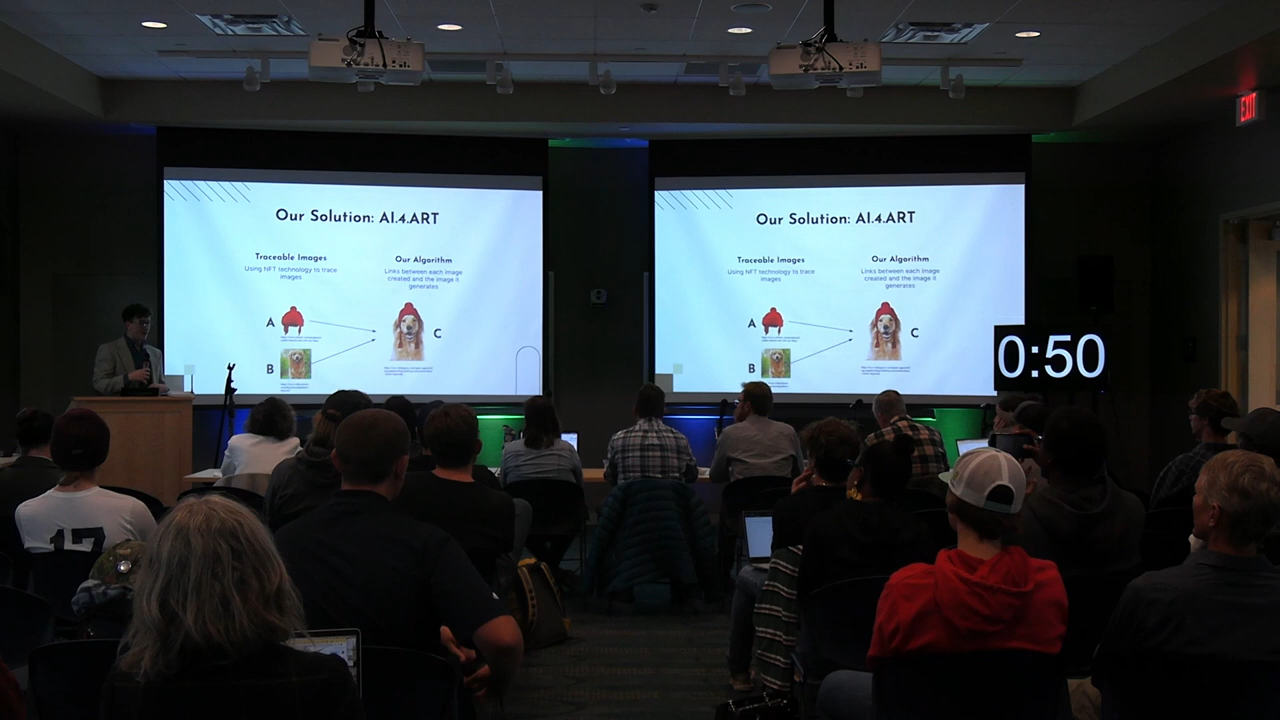 Our Solution: AI.4.ART
Traceable Images
Using NFT technology to trace
images
Our Algorithm
Links between each image
created and the image it
generates
A
B
C
Our Solution: AI.4.ART
Traceable Images
Using NFT technology to trace
images
Our Algorithm
Links between each image
created and the image it
generates
A
B
C
0:50
EXIT
17